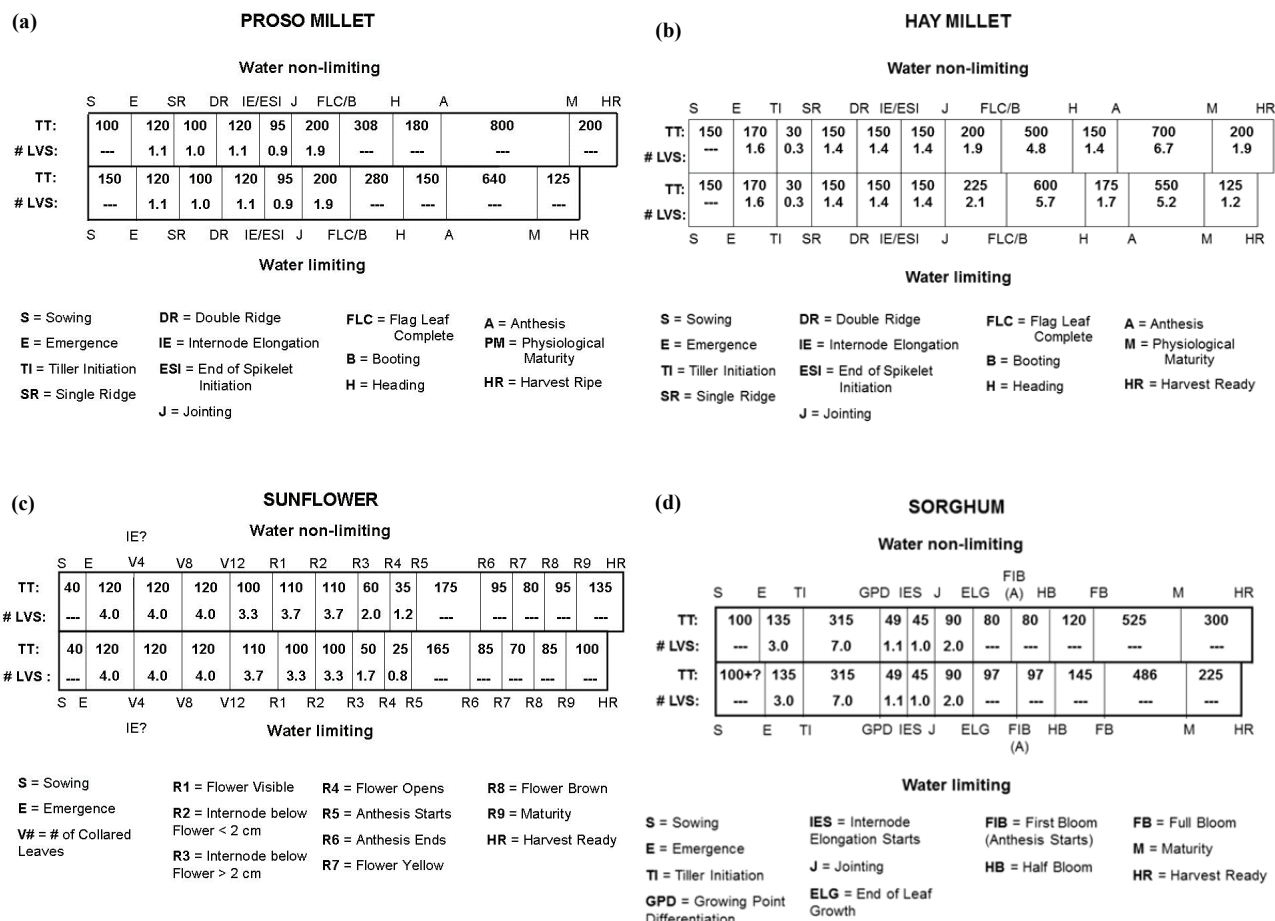 (a)
PROSO MILLET
Water non-limiting
S E SR DR IE/ESI J FLC/B H A M HR
TT: 100 120 100 120 95 200 308 180 800 200
# LVS: --- 1.1 1.0 1.1 0.9 1.9 --- --- --- ---
TT: 150 120 100 120 95 200 280 150 640 125
# LVS: --- 1.1 1.0 1.1 0.9 1.9 --- --- --- ---
S E SR DR IE/ESI J FLC/B H A M HR
Water limiting
S = Sowing
E = Emergence
TI = Tiller Initiation
SR = Single Ridge
DR = Double Ridge
IE = Internode Elongation
ESI = End of Spikelet
Initiation
J = Jointing
FLC = Flag Leaf
Complete
B = Booting
H = Heading
A = Anthesis
PM = Physiological
Maturity
HR = Harvest Ripe
(b)
HAY MILLET
Water non-limiting
S E TI SR DR IE/ESI J FLC/B H A M HR
TT: 150 170 30 150 150 150 150 200 500 150 700 200
# LVS: --- 1.6 0.3 1.4 1.4 1.4 1.4 1.9 4.8 1.4 6.7 1.9
TT: 150 170 30 150 150 150 150 225 600 175 550 125
# LVS: --- 1.6 0.3 1.4 1.4 1.4 1.4 2.1 5.7 1.7 5.2 1.2
S E TI SR DR IE/ESI J FLC/B H A M HR
Water limiting
S = Sowing
E = Emergence
TI = Tiller Initiation
SR = Single Ridge
DR = Double Ridge
IE = Internode Elongation
ESI = End of Spikelet
Initiation
J = Jointing
FLC = Flag Leaf
Complete
B = Booting
H = Heading
A = Anthesis
M = Physiological
Maturity
HR = Harvest Ready
(c)
SUNFLOWER
Water non-limiting
IE?
S E V4 V8 V12 R1 R2 R3 R4 R5 R6 R7 R8 R9 HR
TT: 40 120 120 120 100 110 110 60 35 175 95 80 95 135
# LVS: --- 4.0 4.0 4.0 3.3 3.7 3.7 2.0 1.2 --- --- --- --- ---
TT: 40 120 120 120 110 100 100 50 25 165 85 70 85 100
# LVS : --- 4.0 4.0 4.0 3.7 3.3 3.3 1.7 0.8 --- --- --- --- ---
S E V4 V8 V12 R1 R2 R3 R4 R5 R6 R7 R8 R9 HR
IE?
Water limiting
S = Sowing
E = Emergence
V# = # of Collared
Leaves
R1 = Flower Visible
R2 = Internode below
Flower < 2 cm
R3 = Internode below
Flower > 2 cm
R4 = Flower Opens
R5 = Anthesis Starts
R6 = Anthesis Ends
R7 = Flower Yellow
R8 = Flower Brown
R9 = Maturity
HR = Harvest Ready
(d)
SORGHUM
Water non-limiting
S E TI GPD IES J ELG FIB HB FB M HR
(A)
TT: 100 135 315 49 45 90 80 80 120 525 300
# LVS: --- 3.0 7.0 1.1 1.0 2.0 --- --- --- --- ---
TT: 100+? 135 315 49 45 90 97 97 145 486 225
# LVS: --- 3.0 7.0 1.1 1.0 2.0 --- --- --- --- ---
S E TI GPD IES J ELG FIB HB FB M HR
(A)
Water limiting
S = Sowing
E = Emergence
TI = Tiller Initiation
GPD = Growing Point
Differentiation
IES = Internode
Elongation Starts
J = Jointing
ELG = End of Leaf
Growth
FIB = First Bloom
(Anthesis Starts)
HB = Half Bloom
FB = Full Bloom
M = Maturity
HR = Harvest Ready